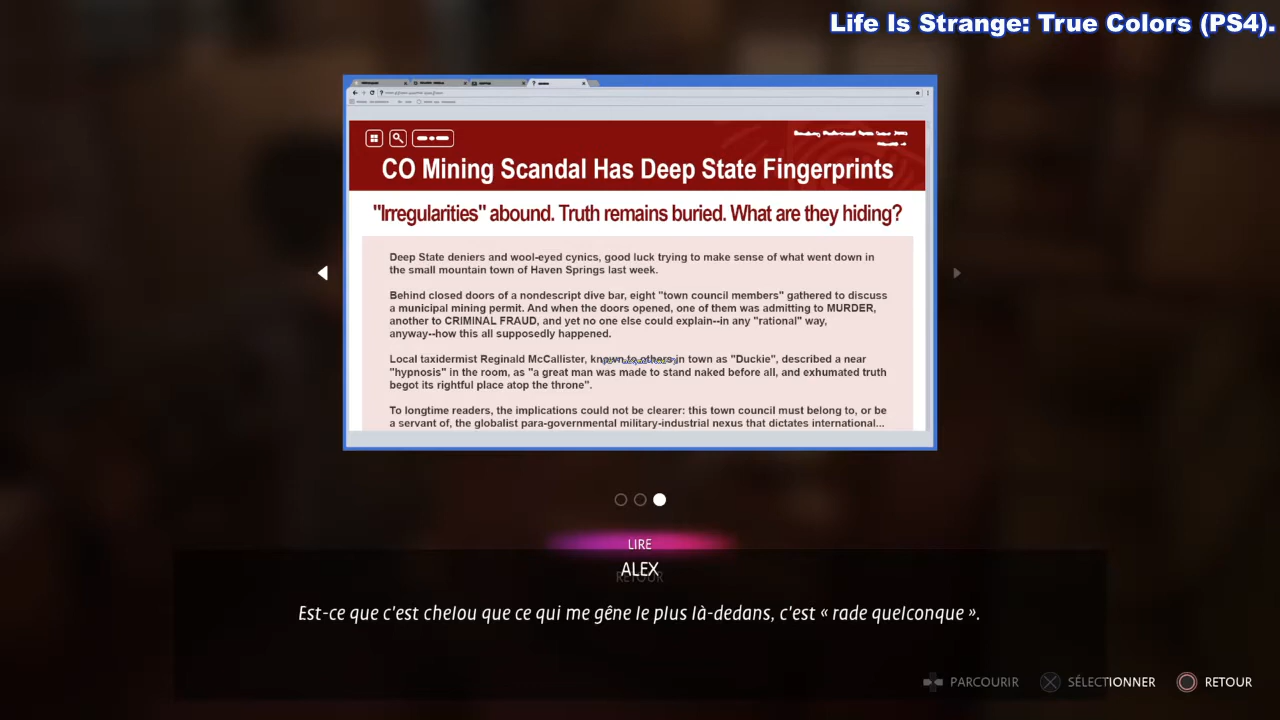 Life Is Strange: True Colors (PS4).
CO Mining Scandal Has Deep State Fingerprints
"Irregularities" abound. Truth remains buried. What are they hiding?
Deep State deniers and wool-eyed cynics, good luck trying to make sense of what went down in
the small mountain town of Haven Springs last week.
Behind closed doors of a nondescript dive bar, eight "town council members" gathered to discuss
a municipal mining permit. And when the doors opened, one of them was admitting to MURDER,
another to CRIMINAL FRAUD, and yet no one else could explain--in any "rational" way,
anyway--how this all supposedly happened.
Local taxidermist Reginald McCallister, known to others in town as "Duckie", described a near
"hypnosis" in the room, as "a great man was made to stand naked before all, and exhumated truth
begot its rightful place atop the throne".
To longtime readers, the implications could not be clearer: this town council must belong to, or be
a servant of, the globalist para-governmental military-industrial nexus that dictates international...
LIRE
ALEX
RETOUR
Est-ce que c'est chelou que ce qui me gêne le plus là-dedans, c'est « rade quelconque ».
PARCOURIR
SÉLECTIONNER
RETOUR